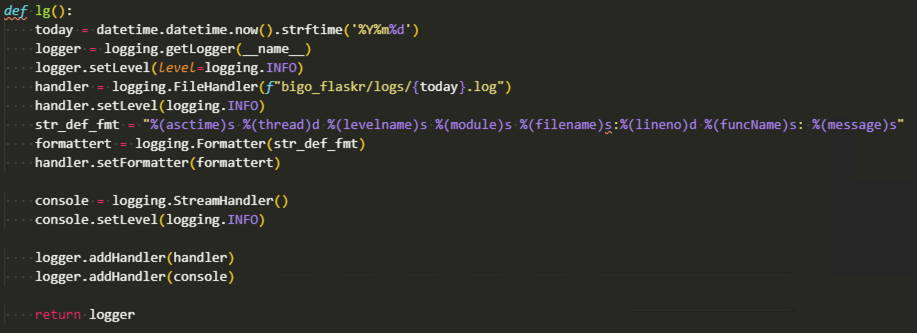 def lg():
    today = datetime.datetime.now().strftime('%Y%m%d')
    logger = logging.getLogger(__name__)
    logger.setLevel(level=logging.INFO)
    handler = logging.FileHandler(f"bigo_flaskr/logs/{today}.log")
    handler.setLevel(logging.INFO)
    str_def_fmt = "%(asctime)s %(thread)d %(levelname)s %(module)s %(filename)s:%(lineno)d %(funcName)s: %(message)s"
    formattert = logging.Formatter(str_def_fmt)
    handler.setFormatter(formattert)

    console = logging.StreamHandler()
    console.setLevel(logging.INFO)

    logger.addHandler(handler)
    logger.addHandler(console)

    return logger